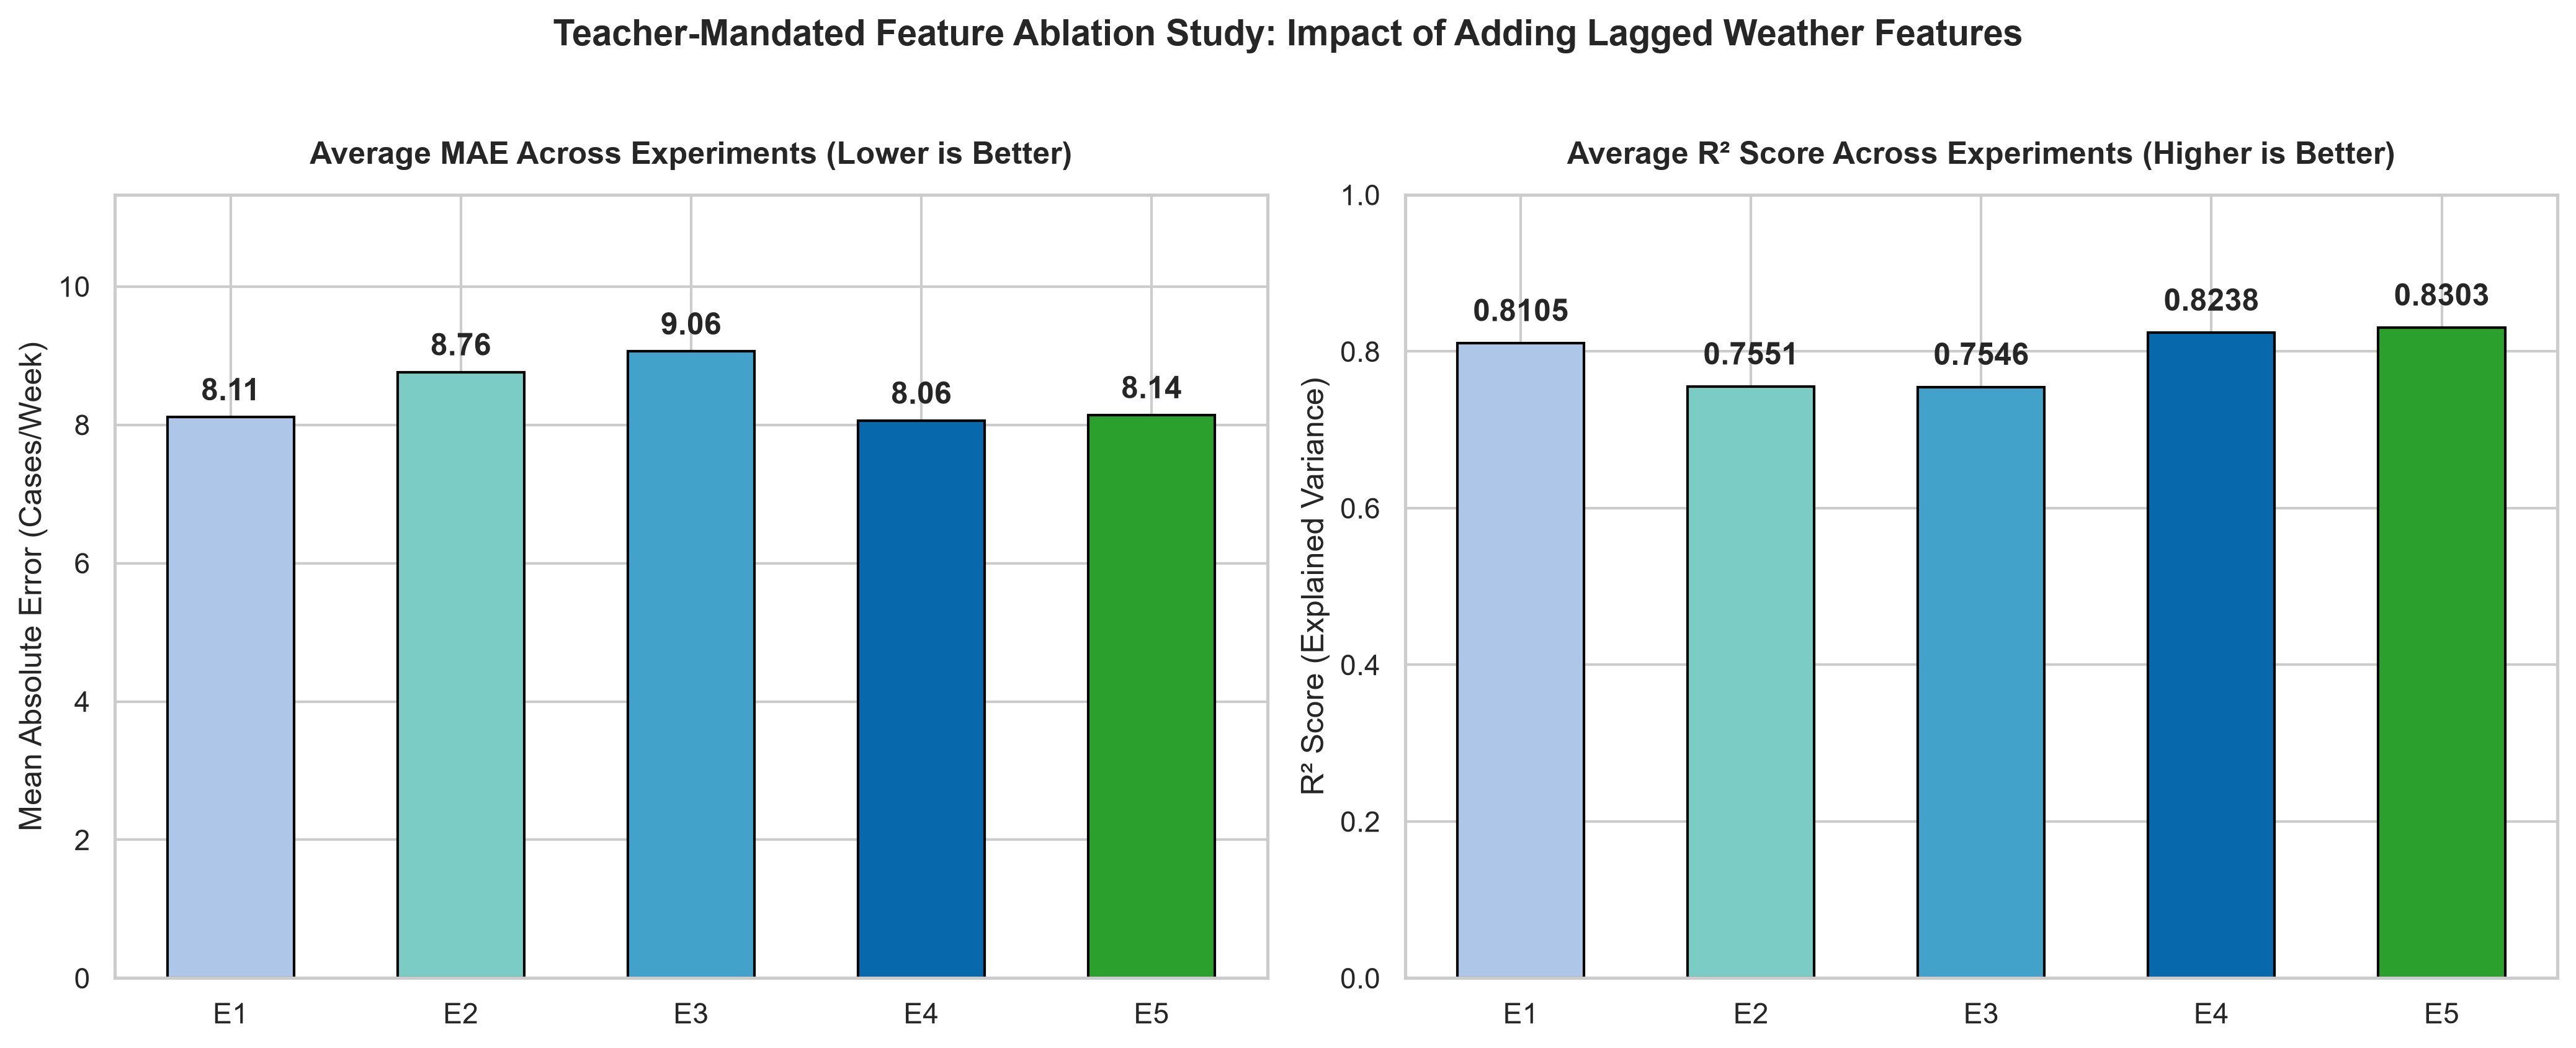 Teacher-Mandated Feature Ablation Study: Impact of Adding Lagged Weather Features
Average MAE Across Experiments (Lower is Better)
Mean Absolute Error (Cases/Week)
10
8
6
4
2
0
8.11
8.76
9.06
8.06
8.14
E1
E2
E3
E4
E5
Average R² Score Across Experiments (Higher is Better)
R² Score (Explained Variance)
1.0
0.8
0.6
0.4
0.2
0.0
0.8105
0.7551
0.7546
0.8238
0.8303
E1
E2
E3
E4
E5